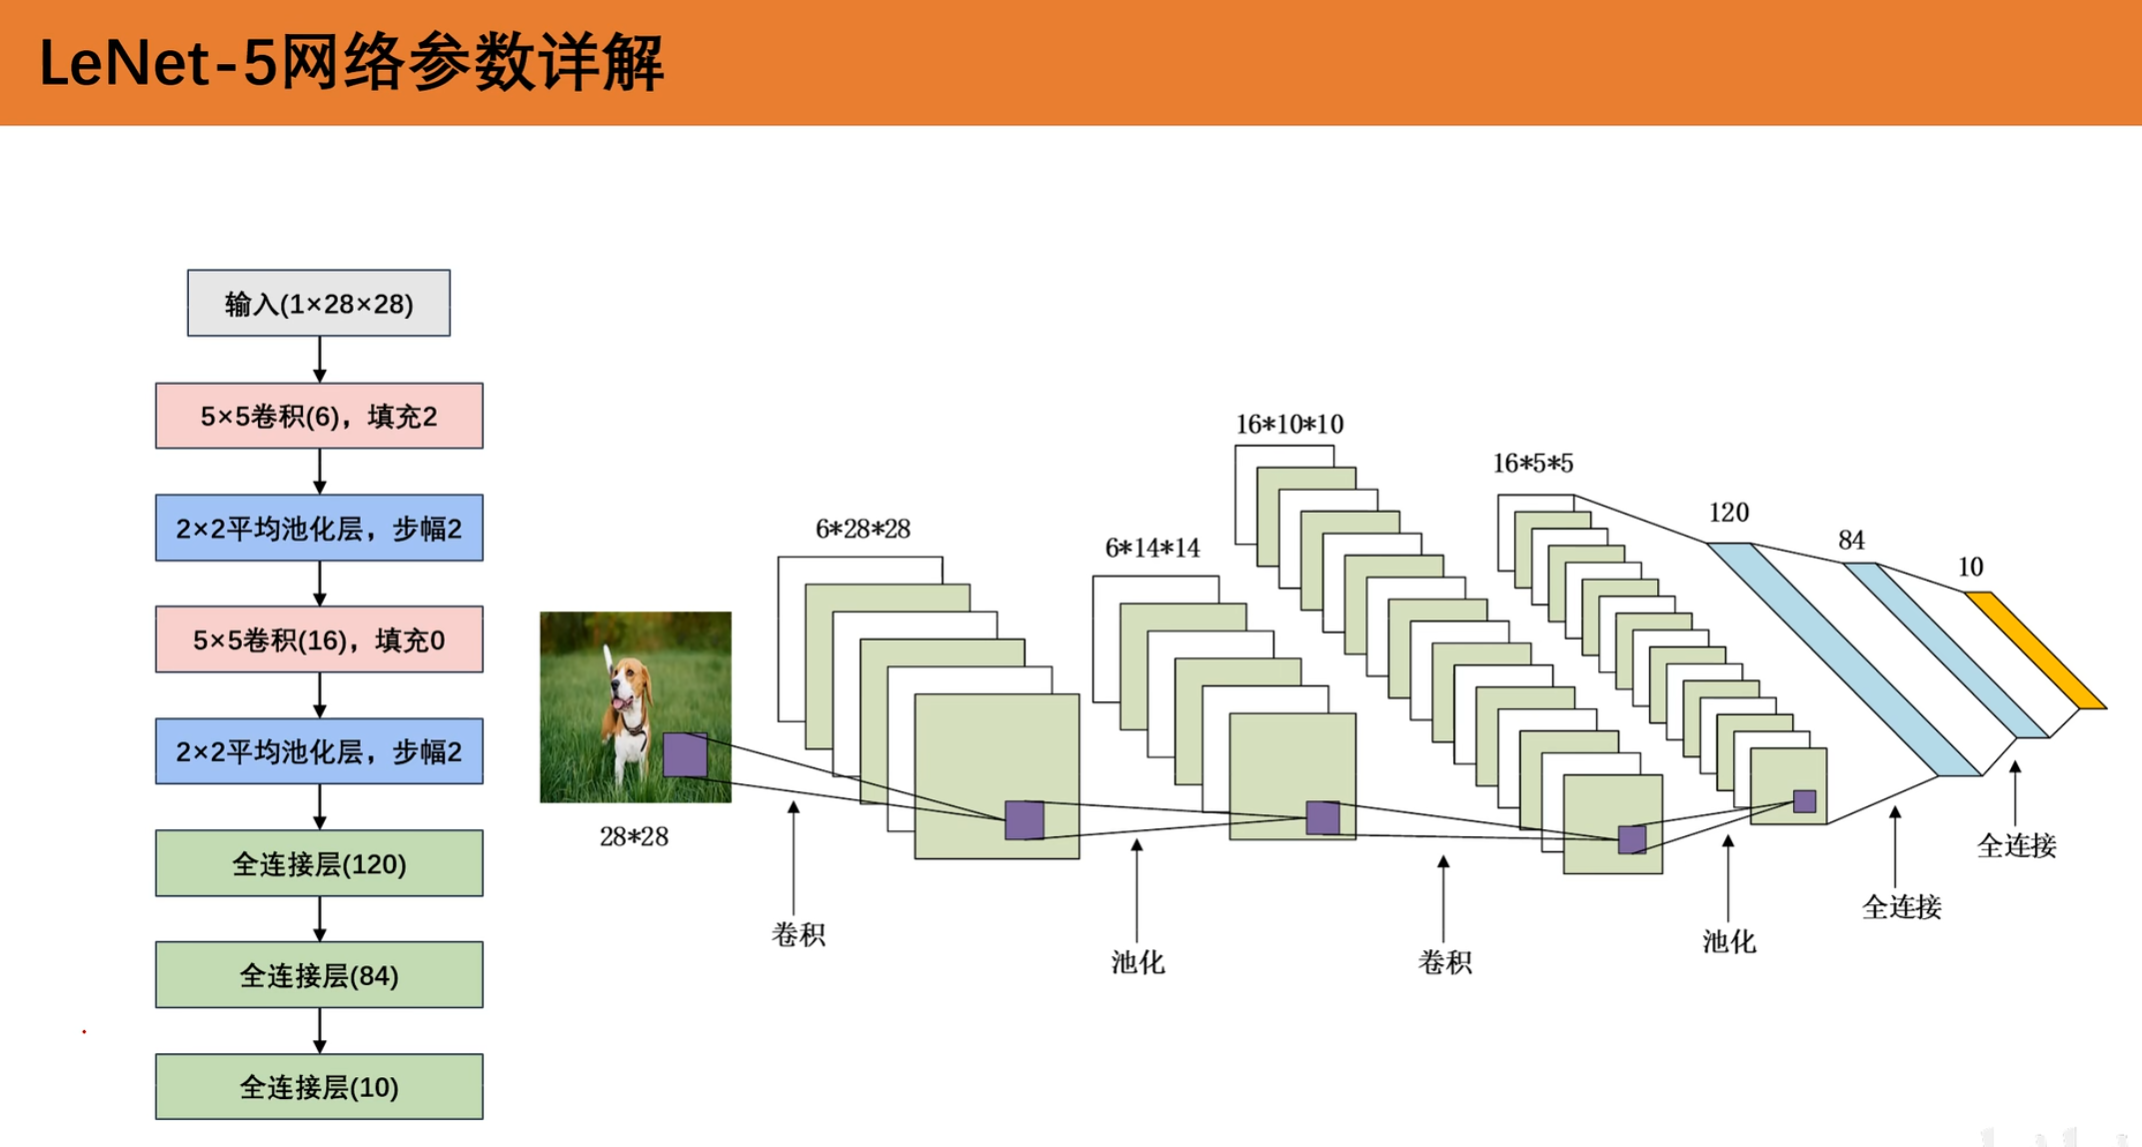 LeNet-5网络参数详解
输入(1×28×28)
5×5卷积(6)，填充2
2×2平均池化层，步幅2
5×5卷积(16)，填充0
2×2平均池化层，步幅2
全连接层(120)
全连接层(84)
全连接层(10)
28*28
6*28*28
6*14*14
16*10*10
16*5*5
120
84
10
卷积
池化
卷积
池化
全连接
全连接